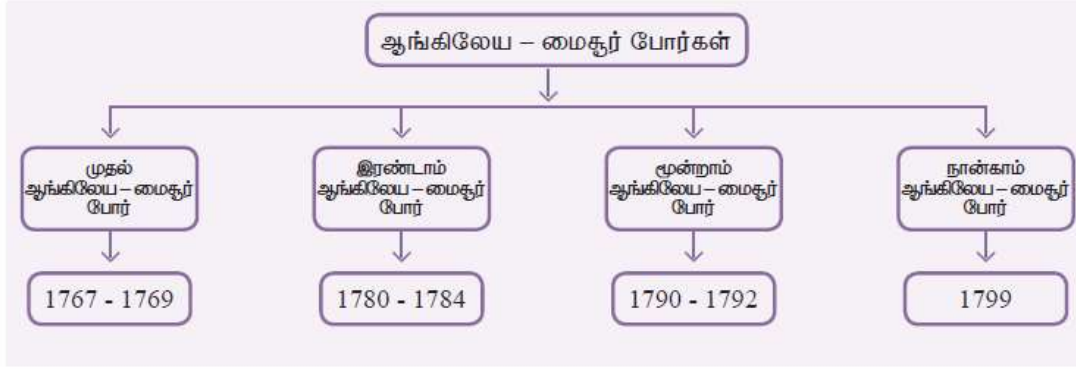 ஆங்கிலேய – மைசூர் போர்கள்
முதல்
ஆங்கிலேய – மைசூர்
போர்
இரண்டாம்
ஆங்கிலேய – மைசூர்
போர்
மூன்றாம்
ஆங்கிலேய – மைசூர்
போர்
நான்காம்
ஆங்கிலேய – மைசூர்
போர்
1767 - 1769
1780 - 1784
1790 - 1792
1799